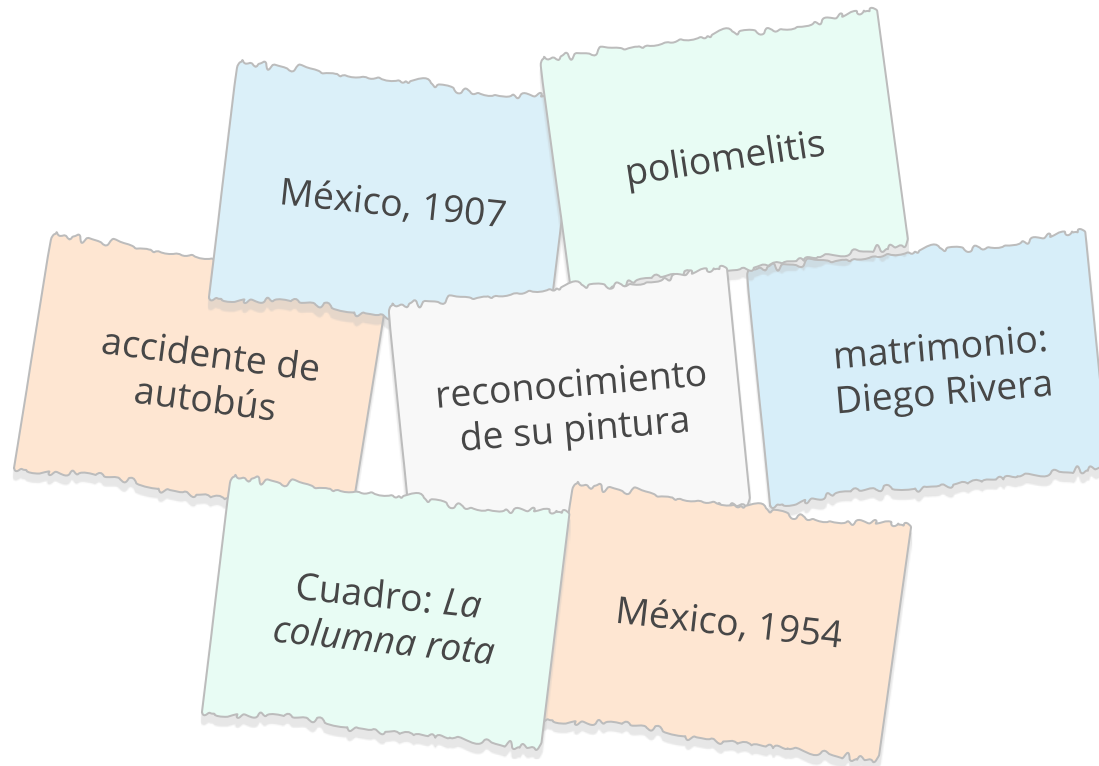 México, 1907
poliomelitis
accidente de
autobús
reconocimiento
de su pintura
matrimonio:
Diego Rivera
Cuadro: La
columna rota
México, 1954